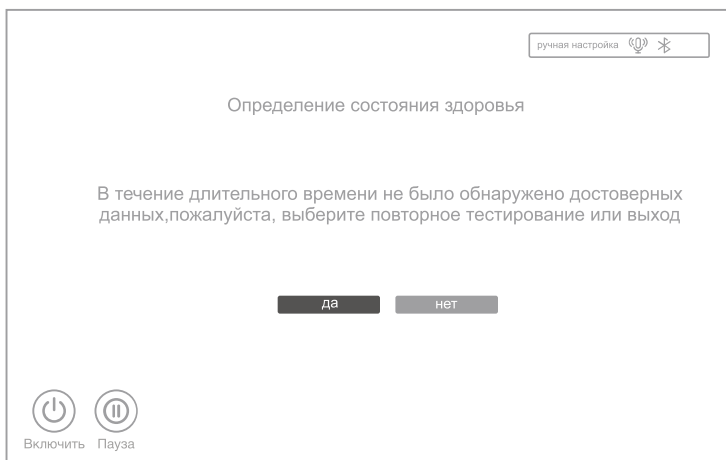 ручная настройка
Определение состояния здоровья
В течение длительного времени не было обнаружено достоверных
данных,пожалуйста, выберите повторное тестирование или выход
да нет
Включить Пауза